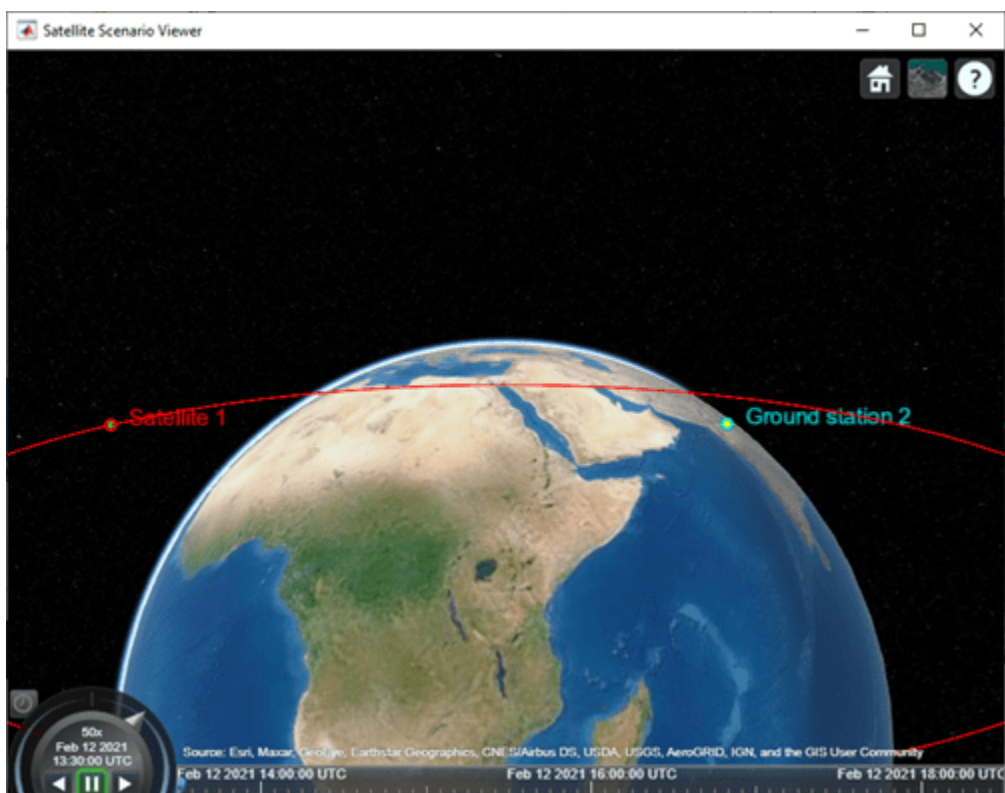 Satellite Scenario Viewer
?
Satellite 1
Ground station 2
50x
Feb 12 2021
13:30:00 UTC
Source: Esri, Maxar, GeoEye, Earthstar Geographics, CNES/Airbus DS, USDA, USGS, AeroGRID, IGN, and the GIS User Community
Feb 12 2021 14:00:00 UTC
Feb 12 2021 16:00:00 UTC
Feb 12 2021 18:00:00 UTC